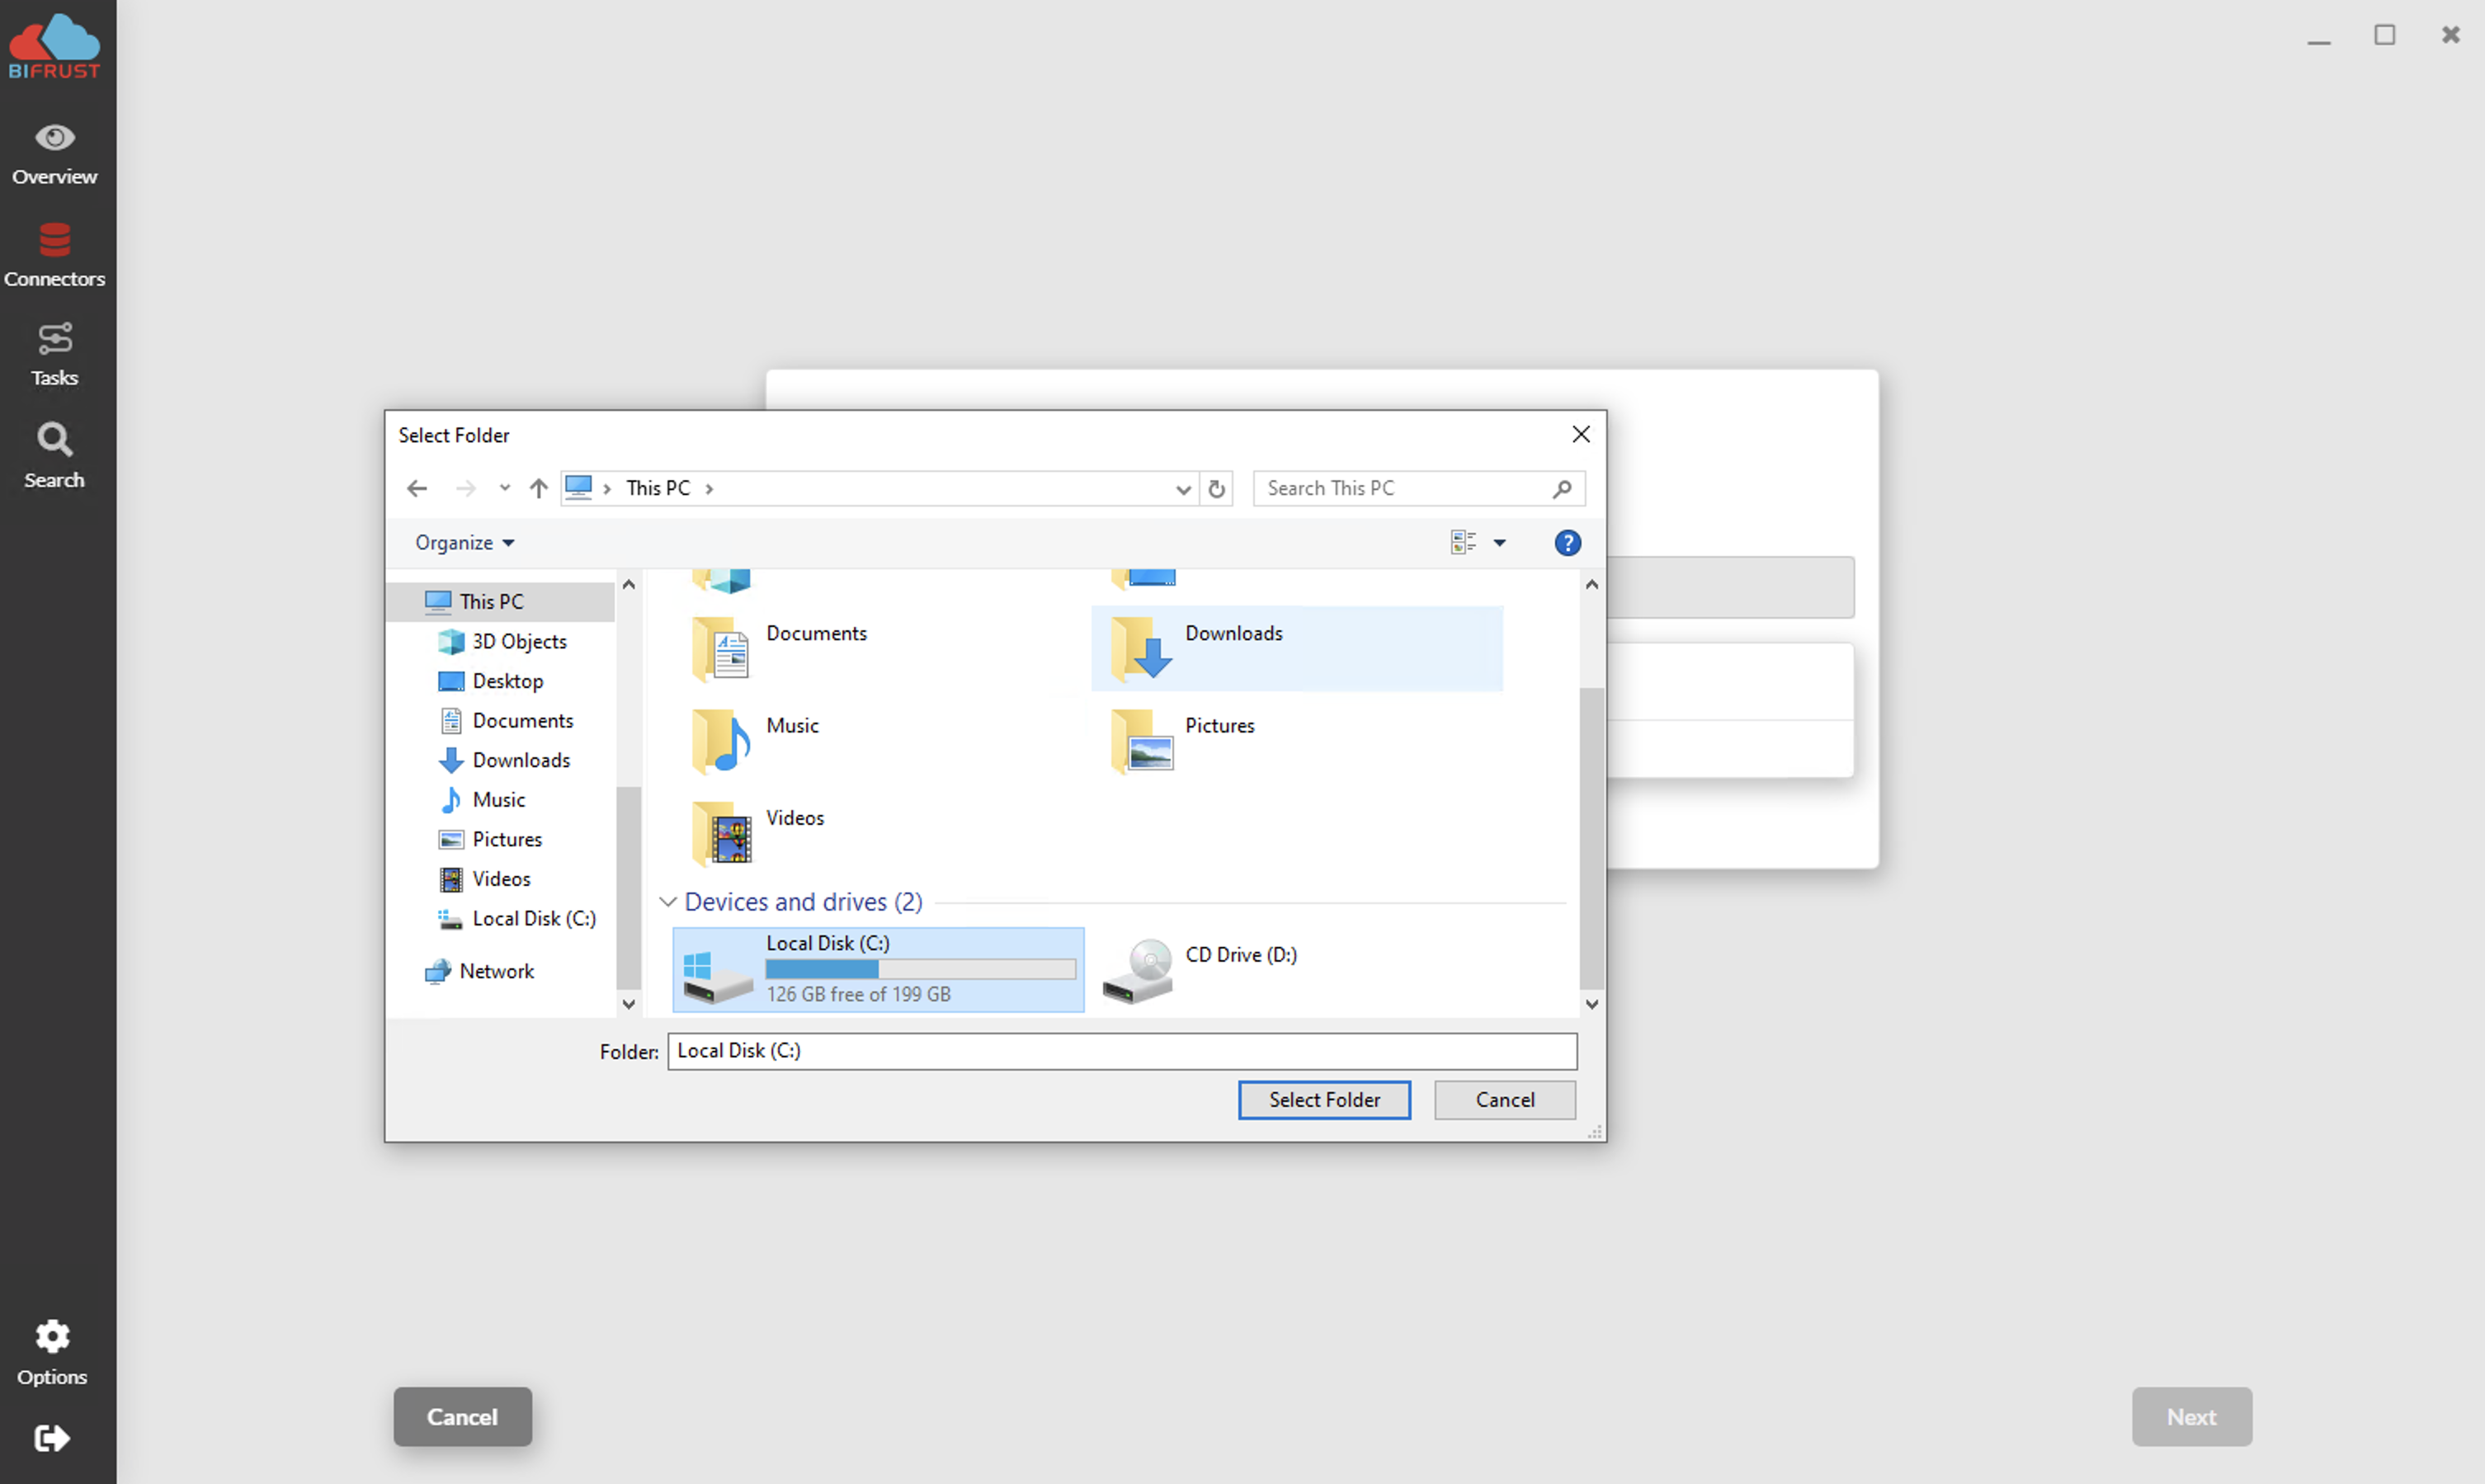 BIFRUST
Overview
Connectors
Tasks
Search
Options
Select Folder
This PC
Search This PC
Organize
?
This PC
3D Objects
Desktop
Documents
Downloads
Music
Pictures
Videos
Local Disk (C:)
Network
Documents
Downloads
Music
Pictures
Videos
Devices and drives (2)
Local Disk (C:)
126 GB free of 199 GB
CD Drive (D:)
Folder: Local Disk (C:)
Select Folder
Cancel
Cancel
Next